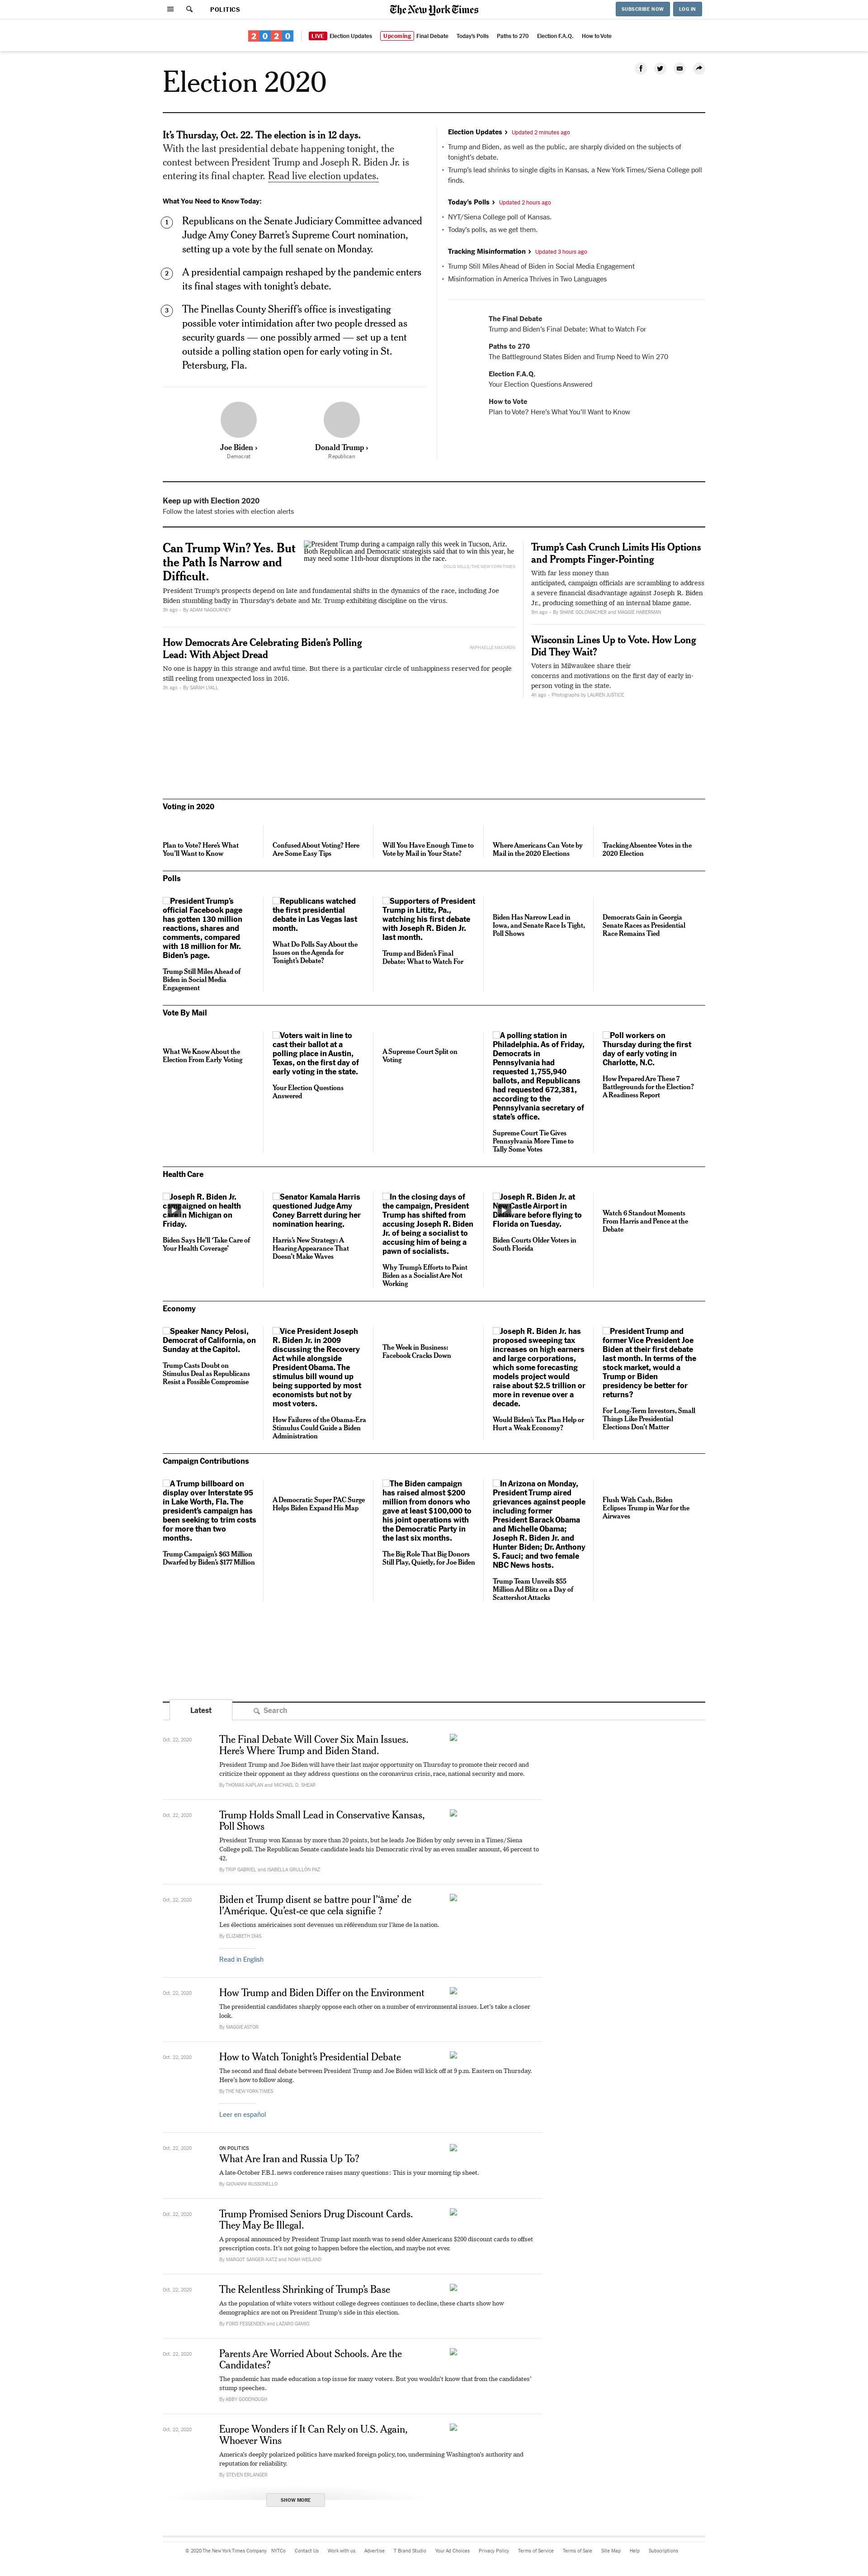 POLITICS
The New York Times
SUBSCRIBE NOW
LOG IN
2020
LIVE Election Updates
Upcoming Final Debate
Today's Polls
Paths to 270
Election F.A.Q.
How to Vote
Election 2020
It's Thursday, Oct. 22. The election is in 12 days.
With the last presidential debate happening tonight, the
contest between President Trump and Joseph R. Biden Jr. is
entering its final chapter. Read live election updates.
What You Need to Know Today:
1
Republicans on the Senate Judiciary Committee advanced
Judge Amy Coney Barrett's Supreme Court nomination,
setting up a vote by the full senate on Monday.
2
A presidential campaign reshaped by the pandemic enters
its final stages with tonight's debate.
3
The Pinellas County Sheriff's office is investigating
possible voter intimidation after two people dressed as
security guards — one possibly armed — set up a tent
outside a polling station open for early voting in St.
Petersburg, Fla.
Joe Biden ›
Democrat
Donald Trump ›
Republican
Election Updates › Updated 2 minutes ago
• Trump and Biden, as well as the public, are sharply divided on the subjects of
tonight's debate.
• Trump's lead shrinks to single digits in Kansas, a New York Times/Siena College poll
finds.
Today's Polls › Updated 2 hours ago
• NYT/Siena College poll of Kansas.
• Today's polls, as we get them.
Tracking Misinformation › Updated 3 hours ago
• Trump Still Miles Ahead of Biden in Social Media Engagement
• Misinformation in America Thrives in Two Languages
The Final Debate
Trump and Biden's Final Debate: What to Watch For
Paths to 270
The Battleground States Biden and Trump Need to Win 270
Election F.A.Q.
Your Election Questions Answered
How to Vote
Plan to Vote? Here's What You'll Want to Know
Keep up with Election 2020
Follow the latest stories with election alerts
Can Trump Win? Yes. But
the Path Is Narrow and
Difficult.
President Trump during a campaign rally this week in Tucson, Ariz.
Both Republican and Democratic strategists said that to win this year, he
may need some 11th-hour disruptions in the race.
DOUG MILLS/THE NEW YORK TIMES
President Trump's prospects depend on late and fundamental shifts in the dynamics of the race, including Joe
Biden stumbling badly in Thursday's debate and Mr. Trump exhibiting discipline on the virus.
3h ago – By ADAM NAGOURNEY
How Democrats Are Celebrating Biden's Polling
Lead: With Abject Dread
RAPHAELLE MACARON
No one is happy in this strange and awful time. But there is a particular circle of unhappiness reserved for people
still reeling from unexpected loss in 2016.
3h ago – By SARAH LYALL
Trump's Cash Crunch Limits His Options
and Prompts Finger-Pointing
With far less money than
anticipated, campaign officials are scrambling to address
a severe financial disadvantage against Joseph R. Biden
Jr., producing something of an internal blame game.
9m ago – By SHANE GOLDMACHER and MAGGIE HABERMAN
Wisconsin Lines Up to Vote. How Long
Did They Wait?
Voters in Milwaukee share their
concerns and motivations on the first day of early in-
person voting in the state.
4h ago – Photographs by LAUREN JUSTICE
Voting in 2020
Plan to Vote? Here's What
You'll Want to Know
Confused About Voting? Here
Are Some Easy Tips
Will You Have Enough Time to
Vote by Mail in Your State?
Where Americans Can Vote by
Mail in the 2020 Elections
Tracking Absentee Votes in the
2020 Election
Polls
President Trump's
official Facebook page
has gotten 130 million
reactions, shares and
comments, compared
with 18 million for Mr.
Biden's page.
Trump Still Miles Ahead of
Biden in Social Media
Engagement
Republicans watched
the first presidential
debate in Las Vegas last
month.
What Do Polls Say About the
Issues on the Agenda for
Tonight's Debate?
Supporters of President
Trump in Lititz, Pa.,
watching his first debate
with Joseph R. Biden Jr.
last month.
Trump and Biden's Final
Debate: What to Watch For
Biden Has Narrow Lead in
Iowa, and Senate Race Is Tight,
Poll Shows
Democrats Gain in Georgia
Senate Races as Presidential
Race Remains Tied
Vote By Mail
What We Know About the
Election From Early Voting
Voters wait in line to
cast their ballot at a
polling place in Austin,
Texas, on the first day of
early voting in the state.
Your Election Questions
Answered
A Supreme Court Split on
Voting
A polling station in
Philadelphia. As of Friday,
Democrats in
Pennsylvania had
requested 1,755,940
ballots, and Republicans
had requested 672,381,
according to the
Pennsylvania secretary of
state's office.
Supreme Court Tie Gives
Pennsylvania More Time to
Tally Some Votes
Poll workers on
Thursday during the first
day of early voting in
Charlotte, N.C.
How Prepared Are These 7
Battlegrounds for the Election?
A Readiness Report
Health Care
Joseph R. Biden Jr.
campaigned on health
in Michigan on
Friday.
Biden Says He'll 'Take Care of
Your Health Coverage'
Senator Kamala Harris
questioned Judge Amy
Coney Barrett during her
nomination hearing.
Harris's New Strategy: A
Hearing Appearance That
Doesn't Make Waves
In the closing days of
the campaign, President
Trump has shifted from
accusing Joseph R. Biden
Jr. of being a socialist to
accusing him of being a
pawn of socialists.
Why Trump's Efforts to Paint
Biden as a Socialist Are Not
Working
Joseph R. Biden Jr. at
New Castle Airport in
Delaware before flying to
Florida on Tuesday.
Biden Courts Older Voters in
South Florida
Watch 6 Standout Moments
From Harris and Pence at the
Debate
Economy
Speaker Nancy Pelosi,
Democrat of California, on
Sunday at the Capitol.
Trump Casts Doubt on
Stimulus Deal as Republicans
Resist a Possible Compromise
Vice President Joseph
R. Biden Jr. in 2009
discussing the Recovery
Act while alongside
President Obama. The
stimulus bill wound up
being supported by most
economists but not by
most voters.
How Failures of the Obama-Era
Stimulus Could Guide a Biden
Administration
The Week in Business:
Facebook Cracks Down
Joseph R. Biden Jr. has
proposed sweeping tax
increases on high earners
and large corporations,
which some forecasting
models project would
raise about $2.5 trillion or
more in revenue over a
decade.
Would Biden's Tax Plan Help or
Hurt a Weak Economy?
President Trump and
former Vice President Joe
Biden at their first debate
last month. In terms of the
stock market, would a
Trump or Biden
presidency be better for
returns?
For Long-Term Investors, Small
Things Like Presidential
Elections Don't Matter
Campaign Contributions
A Trump billboard on
display over Interstate 95
in Lake Worth, Fla. The
president's campaign has
been seeking to trim costs
for more than two
months.
Trump Campaign's $63 Million
Dwarfed by Biden's $177 Million
A Democratic Super PAC Surge
Helps Biden Expand His Map
The Biden campaign
has raised almost $200
million from donors who
gave at least $100,000 to
his joint operations with
the Democratic Party in
the last six months.
The Big Role That Big Donors
Still Play, Quietly, for Joe Biden
In Arizona on Monday,
President Trump aired
grievances against people
including former
President Barack Obama
and Michelle Obama;
Joseph R. Biden Jr. and
Hunter Biden; Dr. Anthony
S. Fauci; and two female
NBC News hosts.
Trump Team Unveils $55
Million Ad Blitz on a Day of
Scattershot Attacks
Flush With Cash, Biden
Eclipses Trump in War for the
Airwaves
Latest
Search
Oct. 22, 2020
The Final Debate Will Cover Six Main Issues.
Here's Where Trump and Biden Stand.
President Trump and Joe Biden will have their last major opportunity on Thursday to promote their record and
criticize their opponent as they address questions on the coronavirus crisis, race, national security and more.
By THOMAS KAPLAN and MICHAEL D. SHEAR
Oct. 22, 2020
Trump Holds Small Lead in Conservative Kansas,
Poll Shows
President Trump won Kansas by more than 20 points, but he leads Joe Biden by only seven in a Times/Siena
College poll. The Republican Senate candidate leads his Democratic rival by an even smaller amount, 46 percent to
42.
By TRIP GABRIEL and ISABELLA GRULLÓN PAZ
Oct. 22, 2020
Biden et Trump disent se battre pour l'“âme' de
l'Amérique. Qu'est-ce que cela signifie ?
Les élections américaines sont devenues un référendum sur l'âme de la nation.
By ELIZABETH DIAS
Read in English
Oct. 22, 2020
How Trump and Biden Differ on the Environment
The presidential candidates sharply oppose each other on a number of environmental issues. Let's take a closer
look.
By MAGGIE ASTOR
Oct. 22, 2020
How to Watch Tonight's Presidential Debate
The second and final debate between President Trump and Joe Biden will kick off at 9 p.m. Eastern on Thursday.
Here's how to follow along.
By THE NEW YORK TIMES
Leer en español
Oct. 22, 2020
ON POLITICS
What Are Iran and Russia Up To?
A late-October F.B.I. news conference raises many questions: This is your morning tip sheet.
By GIOVANNI RUSSONELLO
Oct. 22, 2020
Trump Promised Seniors Drug Discount Cards.
They May Be Illegal.
A proposal announced by President Trump last month was to send older Americans $200 discount cards to offset
prescription costs. It's not going to happen before the election, and maybe not ever.
By MARGOT SANGER-KATZ and NOAH WEILAND
Oct. 22, 2020
The Relentless Shrinking of Trump's Base
As the population of white voters without college degrees continues to decline, these charts show how
demographics are not on President Trump's side in this election.
By FORD FESSENDEN and LAZARO GAMIO
Oct. 22, 2020
Parents Are Worried About Schools. Are the
Candidates?
The pandemic has made education a top issue for many voters. But you wouldn't know that from the candidates'
stump speeches.
By ABBY GOODNOUGH
Oct. 22, 2020
Europe Wonders if It Can Rely on U.S. Again,
Whoever Wins
America's deeply polarized politics have marked foreign policy, too, undermining Washington's authority and
reputation for reliability.
By STEVEN ERLANGER
SHOW MORE
© 2020 The New York Times Company
NYTCo
Contact Us
Work with us
Advertise
T Brand Studio
Your Ad Choices
Privacy Policy
Terms of Service
Terms of Sale
Site Map
Help
Subscriptions